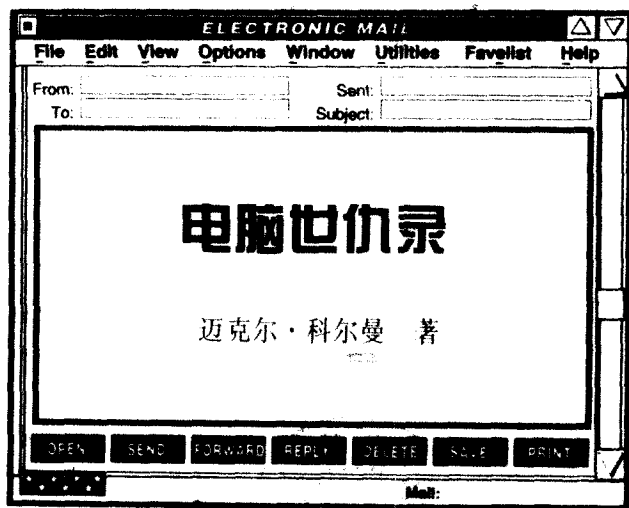 ELECTRONIC MAIL
File Edit View Options Window Utilities Favelist Help
From: Sent:
To: Subject:
电脑世仇录
迈克尔·科尔曼 著
OPEN SEND FORWARD REPLY DELETE SAVE PRINT
Mail: